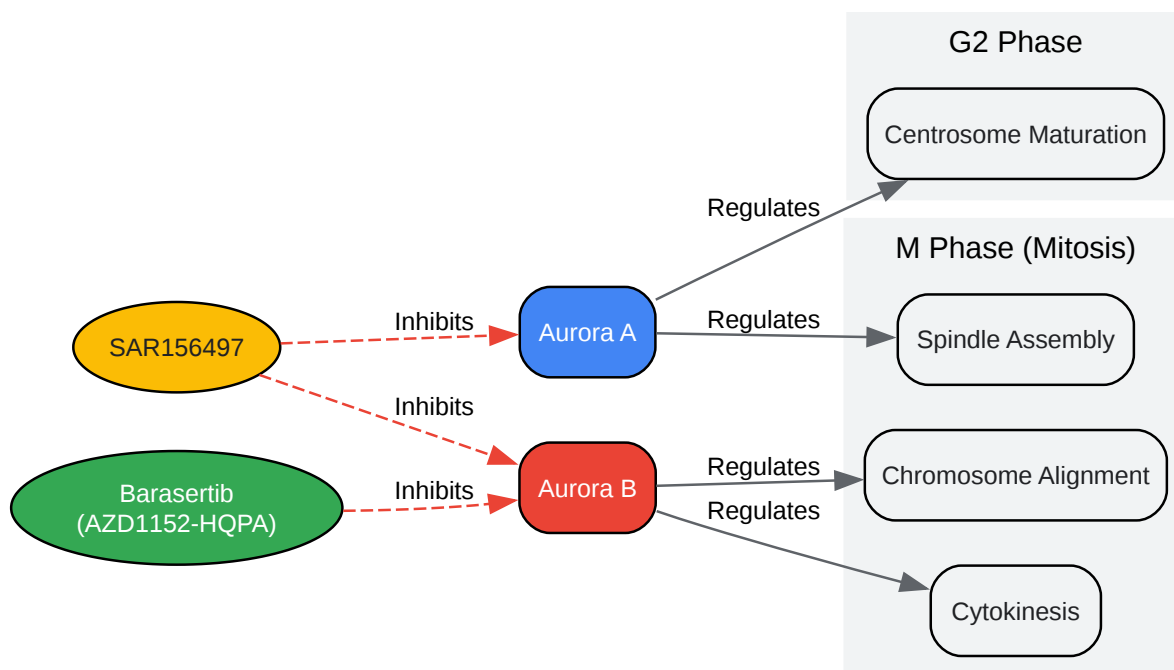 G2 Phase
Centrosome Maturation
Regulates
M Phase (Mitosis)
Inhibits
Aurora A
Regulates
Spindle Assembly
SAR156497
Inhibits
Aurora B
Regulates
Chromosome Alignment
Barasertib
(AZD1152-HQPA)
Inhibits
Regulates
Cytokinesis